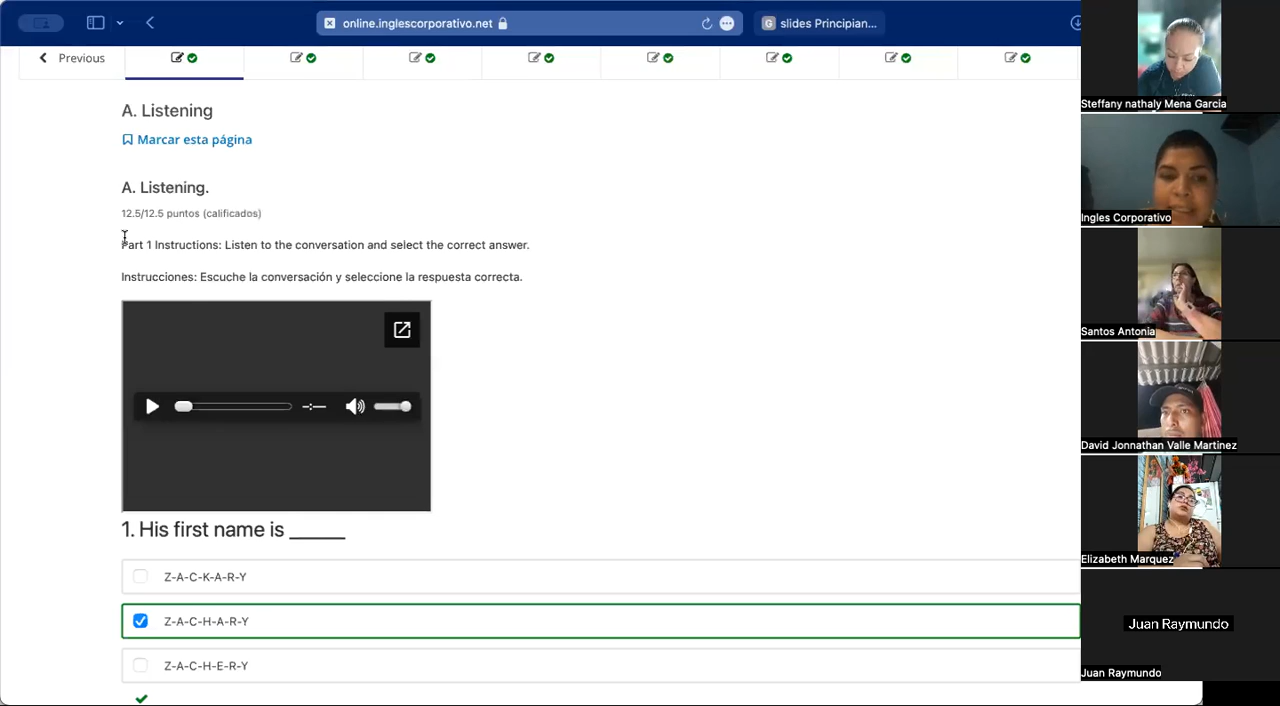 online.inglescorporativo.net
slides Principian...
Previous
A. Listening
Marcar esta página
A. Listening.
12.5/12.5 puntos (calificados)
Part 1 Instructions: Listen to the conversation and select the correct answer.
Instrucciones: Escuche la conversación y seleccione la respuesta correcta.
1. His first name is ______
Z-A-C-K-A-R-Y
Z-A-C-H-A-R-Y
Z-A-C-H-E-R-Y
Steffany nathaly Mena Garcia
Ingles Corporativo
Santos Antonia
David Jonnathan Valle Martinez
Elizabeth Marquez
Juan Raymundo
Juan Raymundo